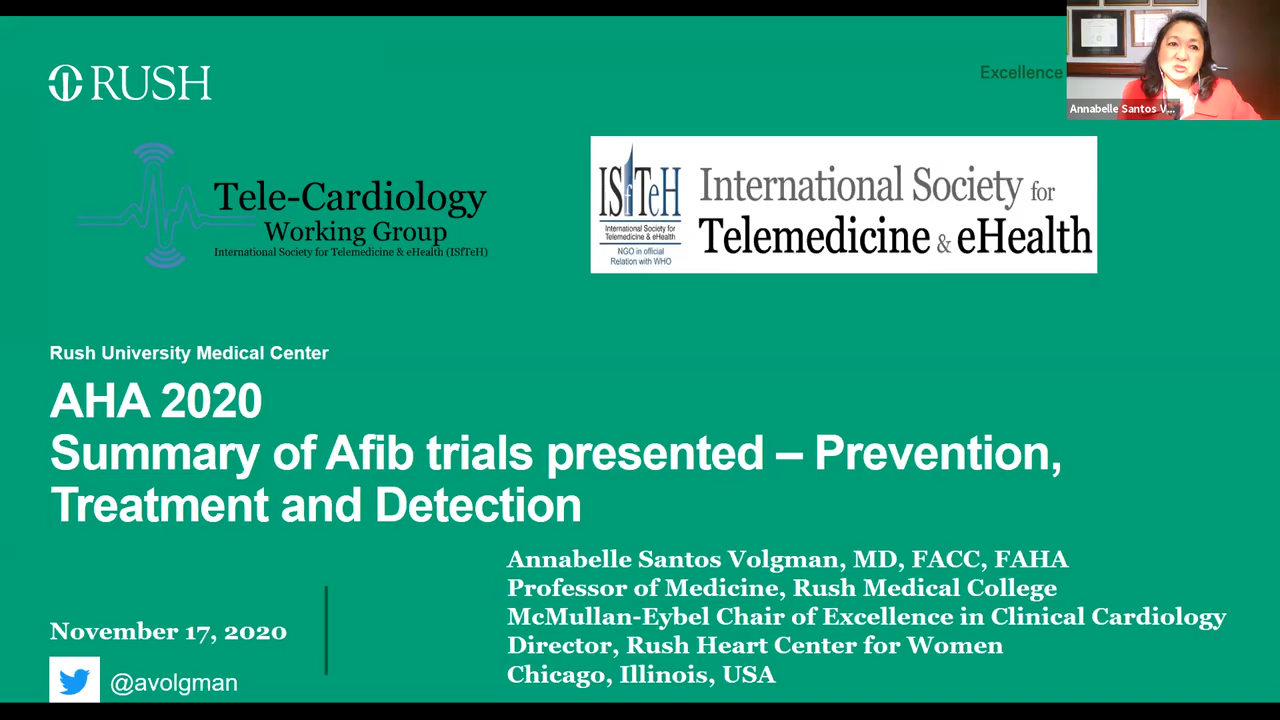 RUSH
Excellence
Annabelle Santos V...
Tele-Cardiology
Working Group
International Society for Telemedicine & eHealth (ISfTeH)
ISfTeH
International Society for
Telemedicine & eHealth
NGO in official
Relation with WHO
International Society for
Telemedicine & eHealth
Rush University Medical Center
AHA 2020
Summary of Afib trials presented – Prevention,
Treatment and Detection
Annabelle Santos Volgman, MD, FACC, FAHA
Professor of Medicine, Rush Medical College
McMullan-Eybel Chair of Excellence in Clinical Cardiology
Director, Rush Heart Center for Women
Chicago, Illinois, USA
November 17, 2020
@avolgman